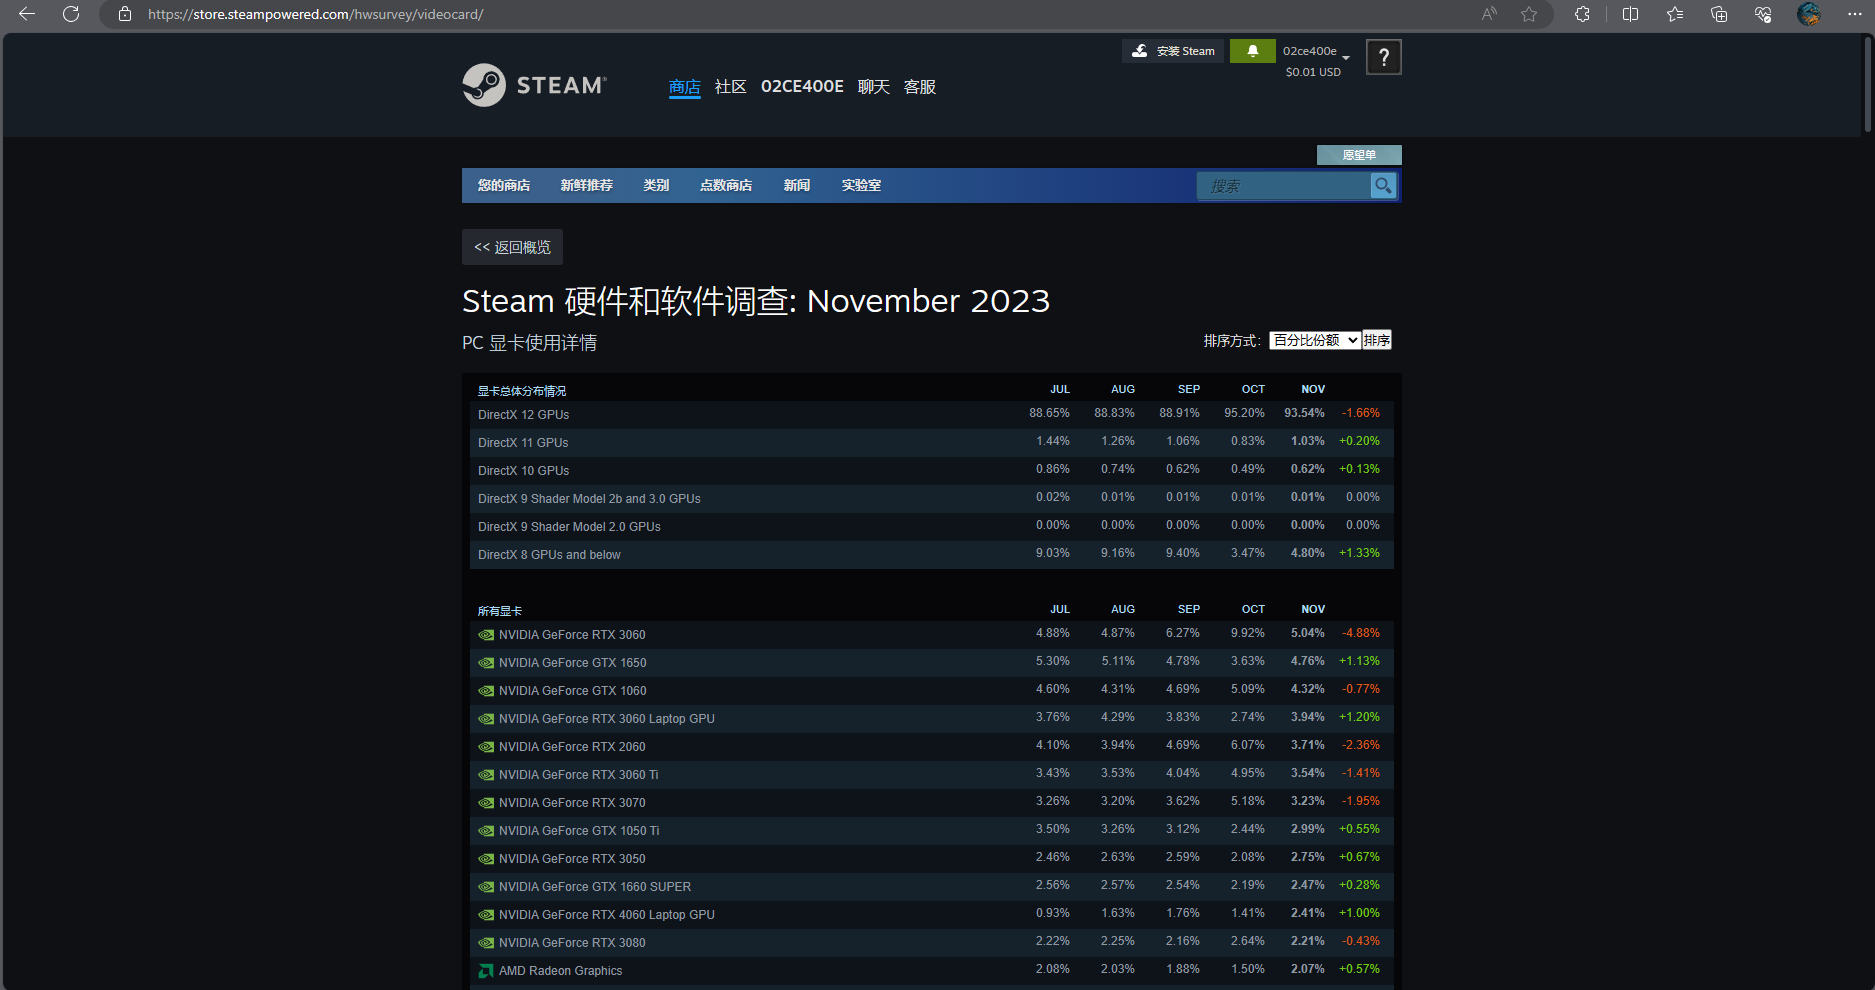 https://store.steampowered.com/hwsurvey/videocard/
安装 Steam
02ce400e
$0.01 USD
?
STEAM®
商店 社区 02CE400E 聊天 客服
愿望单
您的商店 新鲜推荐 类别 点数商店 新闻 实验室 搜索
<< 返回概览
Steam 硬件和软件调查: November 2023
PC 显卡使用详情
排序方式: 百分比份额 排序
显卡总体分布情况 JUL AUG SEP OCT NOV
DirectX 12 GPUs 88.65% 88.83% 88.91% 95.20% 93.54% -1.66%
DirectX 11 GPUs 1.44% 1.26% 1.06% 0.83% 1.03% +0.20%
DirectX 10 GPUs 0.86% 0.74% 0.62% 0.49% 0.62% +0.13%
DirectX 9 Shader Model 2b and 3.0 GPUs 0.02% 0.01% 0.01% 0.01% 0.01% 0.00%
DirectX 9 Shader Model 2.0 GPUs 0.00% 0.00% 0.00% 0.00% 0.00% 0.00%
DirectX 8 GPUs and below 9.03% 9.16% 9.40% 3.47% 4.80% +1.33%
所有显卡 JUL AUG SEP OCT NOV
NVIDIA GeForce RTX 3060 4.88% 4.87% 6.27% 9.92% 5.04% -4.88%
NVIDIA GeForce GTX 1650 5.30% 5.11% 4.78% 3.63% 4.76% +1.13%
NVIDIA GeForce GTX 1060 4.60% 4.31% 4.69% 5.09% 4.32% -0.77%
NVIDIA GeForce RTX 3060 Laptop GPU 3.76% 4.29% 3.83% 2.74% 3.94% +1.20%
NVIDIA GeForce RTX 2060 4.10% 3.94% 4.69% 6.07% 3.71% -2.36%
NVIDIA GeForce RTX 3060 Ti 3.43% 3.53% 4.04% 4.95% 3.54% -1.41%
NVIDIA GeForce RTX 3070 3.26% 3.20% 3.62% 5.18% 3.23% -1.95%
NVIDIA GeForce GTX 1050 Ti 3.50% 3.26% 3.12% 2.44% 2.99% +0.55%
NVIDIA GeForce RTX 3050 2.46% 2.63% 2.59% 2.08% 2.75% +0.67%
NVIDIA GeForce GTX 1660 SUPER 2.56% 2.57% 2.54% 2.19% 2.47% +0.28%
NVIDIA GeForce RTX 4060 Laptop GPU 0.93% 1.63% 1.76% 1.41% 2.41% +1.00%
NVIDIA GeForce RTX 3080 2.22% 2.25% 2.16% 2.64% 2.21% -0.43%
AMD Radeon Graphics 2.08% 2.03% 1.88% 1.50% 2.07% +0.57%